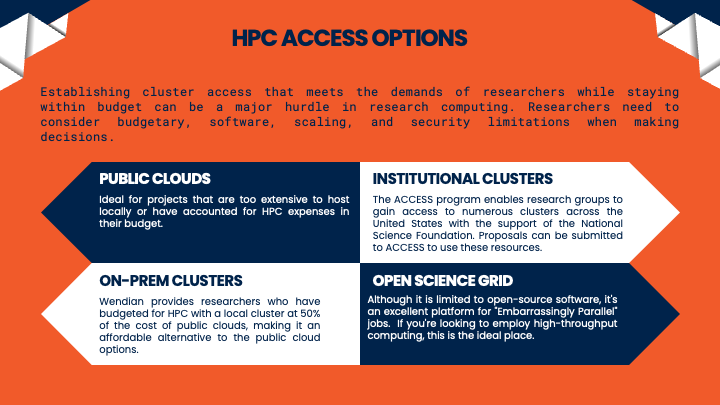 HPC ACCESS OPTIONS
Establishing cluster access that meets the demands of researchers while staying
within budget can be a major hurdle in research computing. Researchers need to
consider budgetary, software, scaling, and security limitations when making
decisions.
PUBLIC CLOUDS
Ideal for projects that are too extensive to host
locally or have accounted for HPC expenses in
their budget.
INSTITUTIONAL CLUSTERS
The ACCESS program enables research groups to
gain access to numerous clusters across the
United States with the support of the National
Science Foundation. Proposals can be submitted
to ACCESS to use these resources.
ON-PREM CLUSTERS
Wendian provides researchers who have
budgeted for HPC with a local cluster at 50%
of the cost of public clouds, making it an
affordable alternative to the public cloud
options.
OPEN SCIENCE GRID
Although it is limited to open-source software, it's
an excellent platform for "Embarrassingly Parallel"
jobs. If you're looking to employ high-throughput
computing, this is the ideal place.